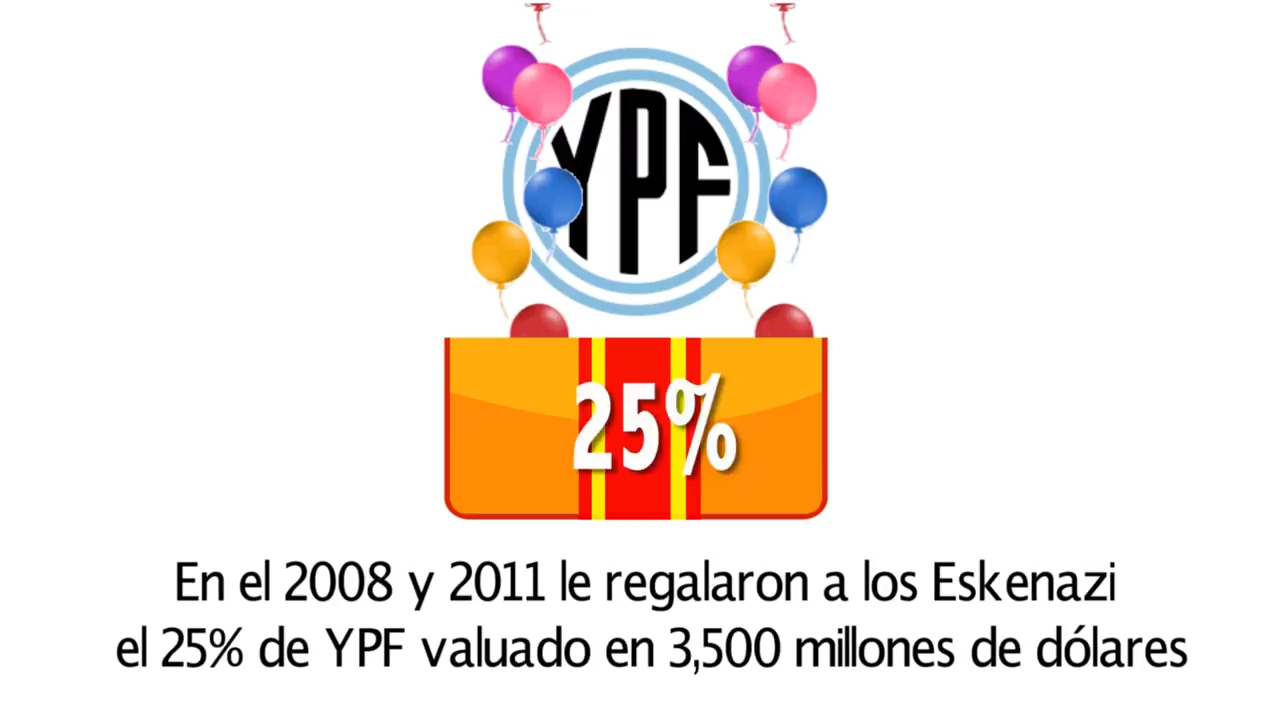 YPF
25%
En el 2008 y 2011 le regalaron a los Eskenazi
el 25% de YPF valuado en 3,500 millones de dólares